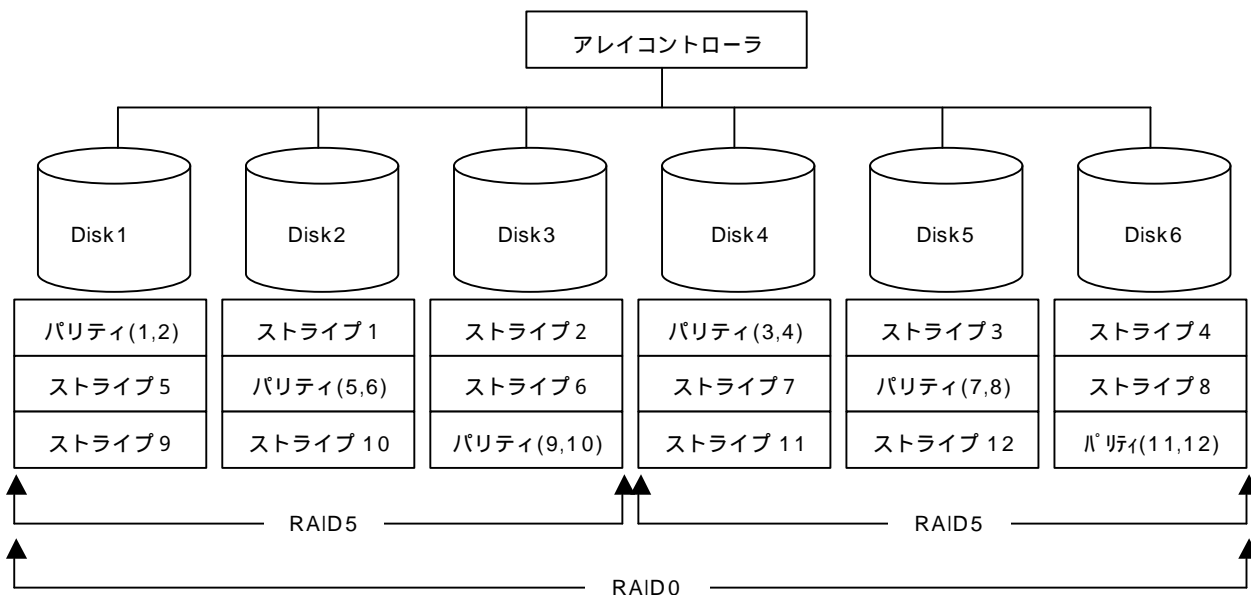 アレイコントローラ
Disk1 Disk2 Disk3 Disk4 Disk5 Disk6
パリティ(1,2) ストライプ1 ストライプ2 パリティ(3,4) ストライプ3 ストライプ4
ストライプ5 パリティ(5,6) ストライプ6 ストライプ7 パリティ(7,8) ストライプ8
ストライプ9 ストライプ10 パリティ(9,10) ストライプ11 ストライプ12 パリティ(11,12)
RAID5 RAID5
RAID0